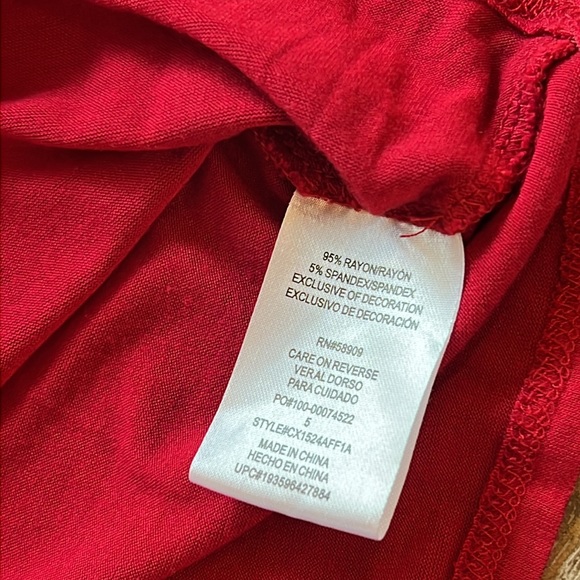 95% RAYON/RAYÓN
5% SPANDEX/SPANDEX
EXCLUSIVE OF DECORATION
EXCLUSIVO DE DECORACIÓN
RN#58909
CARE ON REVERSE
VER AL DORSO
PARA CUIDADO
PO#100-00074522
5
STYLE#CX1524AFF1A
MADE IN CHINA
HECHO EN CHINA
UPC#193596427884